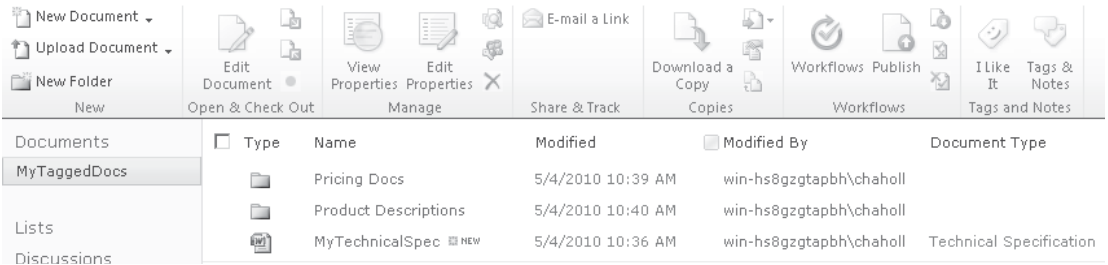 New Document
Upload Document
New Folder
New
Edit
Document
Open & Check Out
View
Properties
Edit
Properties
Manage
E-mail a Link
Share & Track
Download a
Copy
Copies
Workflows
Publish
Workflows
I Like
It
Tags &
Notes
Tags and Notes
Documents
MyTaggedDocs
Lists
Discussions
Type Name Modified Modified By Document Type
Pricing Docs 5/4/2010 10:39 AM win-hs8gzgtapbh\chaholl
Product Descriptions 5/4/2010 10:40 AM win-hs8gzgtapbh\chaholl
MyTechnicalSpec NEW 5/4/2010 10:36 AM win-hs8gzgtapbh\chaholl Technical Specification